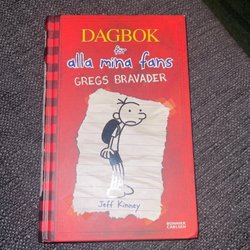 DAGBOK
för
alla mina fans
GREGS BRAVADER
Jeff Kinney
BONNIER
CARLSEN